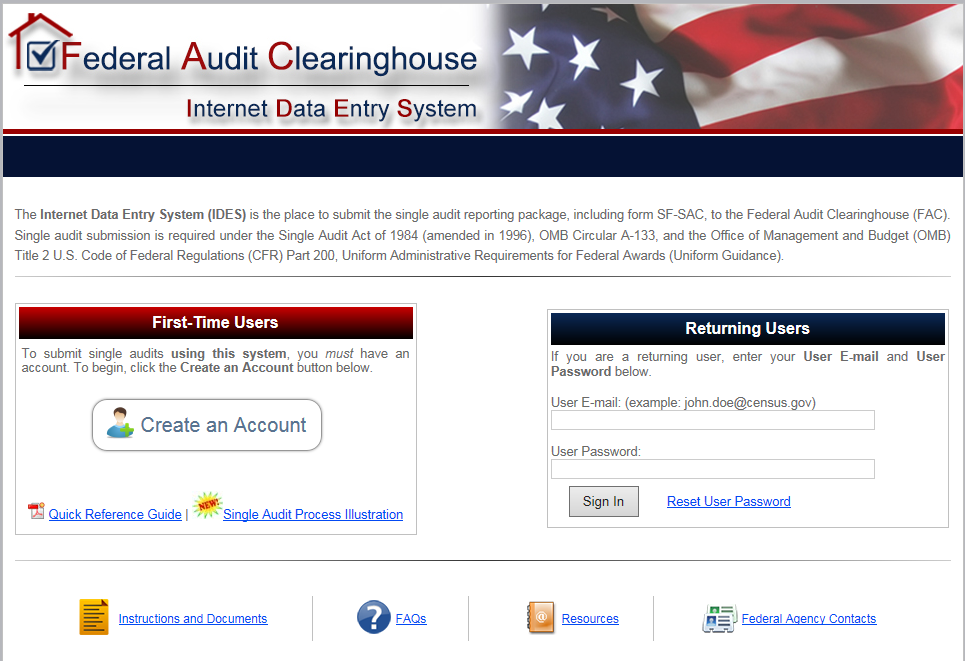 Federal Audit Clearinghouse
Internet Data Entry System
The Internet Data Entry System (IDES) is the place to submit the single audit reporting package, including form SF-SAC, to the Federal Audit Clearinghouse (FAC).
Single audit submission is required under the Single Audit Act of 1984 (amended in 1996), OMB Circular A-133, and the Office of Management and Budget (OMB)
Title 2 U.S. Code of Federal Regulations (CFR) Part 200, Uniform Administrative Requirements for Federal Awards (Uniform Guidance).
First-Time Users
To submit single audits using this system, you must have an
account. To begin, click the Create an Account button below.
Create an Account
NEW!
Quick Reference Guide | Single Audit Process Illustration
Returning Users
If you are a returning user, enter your User E-mail and User
Password below.
User E-mail: (example: john.doe@census.gov)
User Password:
Sign In
Reset User Password
Instructions and Documents
?
FAQs
@
Resources
Federal Agency Contacts